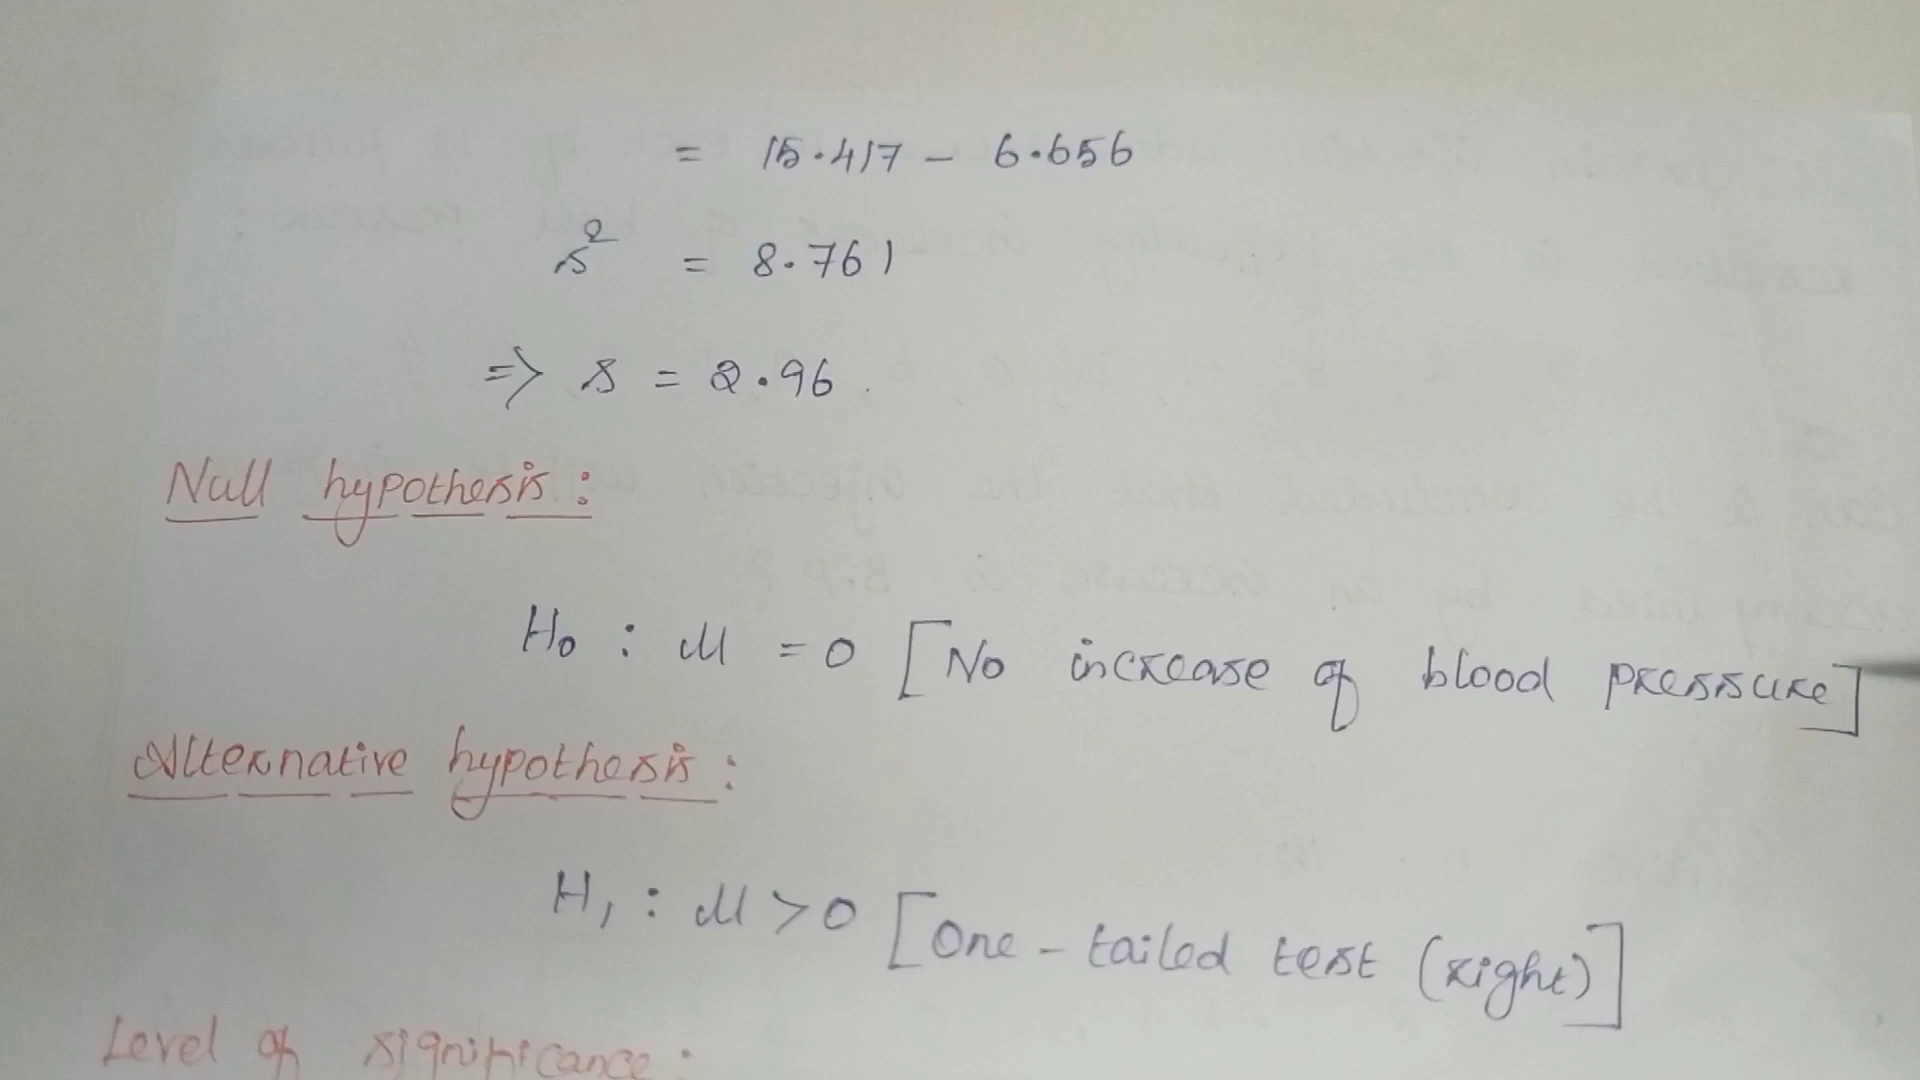 = 15.417 - 6.656
s² = 8.761
=> s = 2.96.
Null hypothesis:
H₀ : μ = 0 [No increase of blood pressure]
Alternative hypothesis:
H₁ : μ > 0 [One-tailed test (right)]
Level of significance: